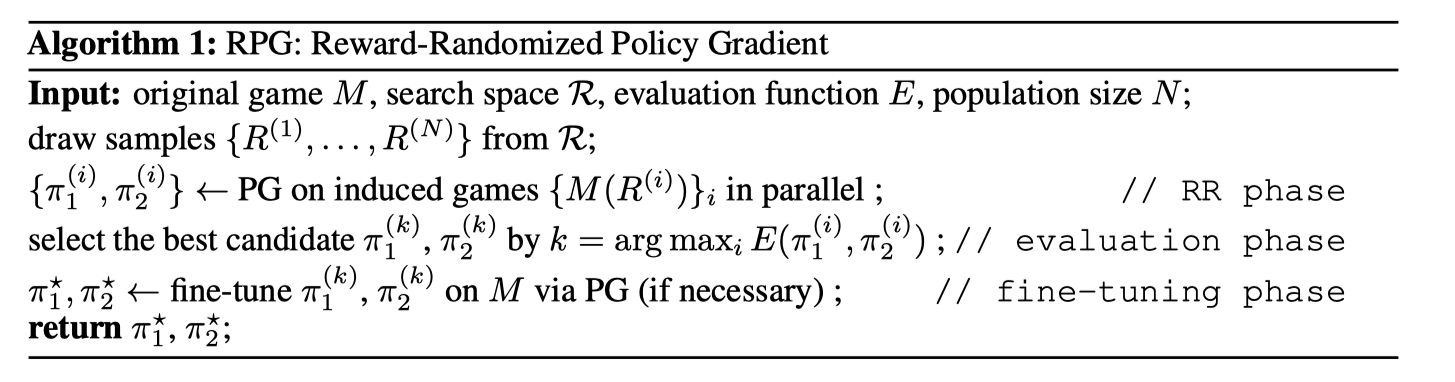 Algorithm 1: RPG: Reward-Randomized Policy Gradient
Input: original game $M$, search space $\mathcal{R}$, evaluation function $E$, population size $N$;
draw samples $\{R^{(1)}, \ldots, R^{(N)}\}$ from $\mathcal{R}$;
$\{\pi_1^{(i)}, \pi_2^{(i)}\} \leftarrow$ PG on induced games $\{M(R^{(i)})\}_i$ in parallel ; // RR phase
select the best candidate $\pi_1^{(k)}, \pi_2^{(k)}$ by $k = \arg\max_i E(\pi_1^{(i)}, \pi_2^{(i)})$ ; // evaluation phase
$\pi_1^\star, \pi_2^\star \leftarrow$ fine-tune $\pi_1^{(k)}, \pi_2^{(k)}$ on $M$ via PG (if necessary) ; // fine-tuning phase
return $\pi_1^\star, \pi_2^\star$;